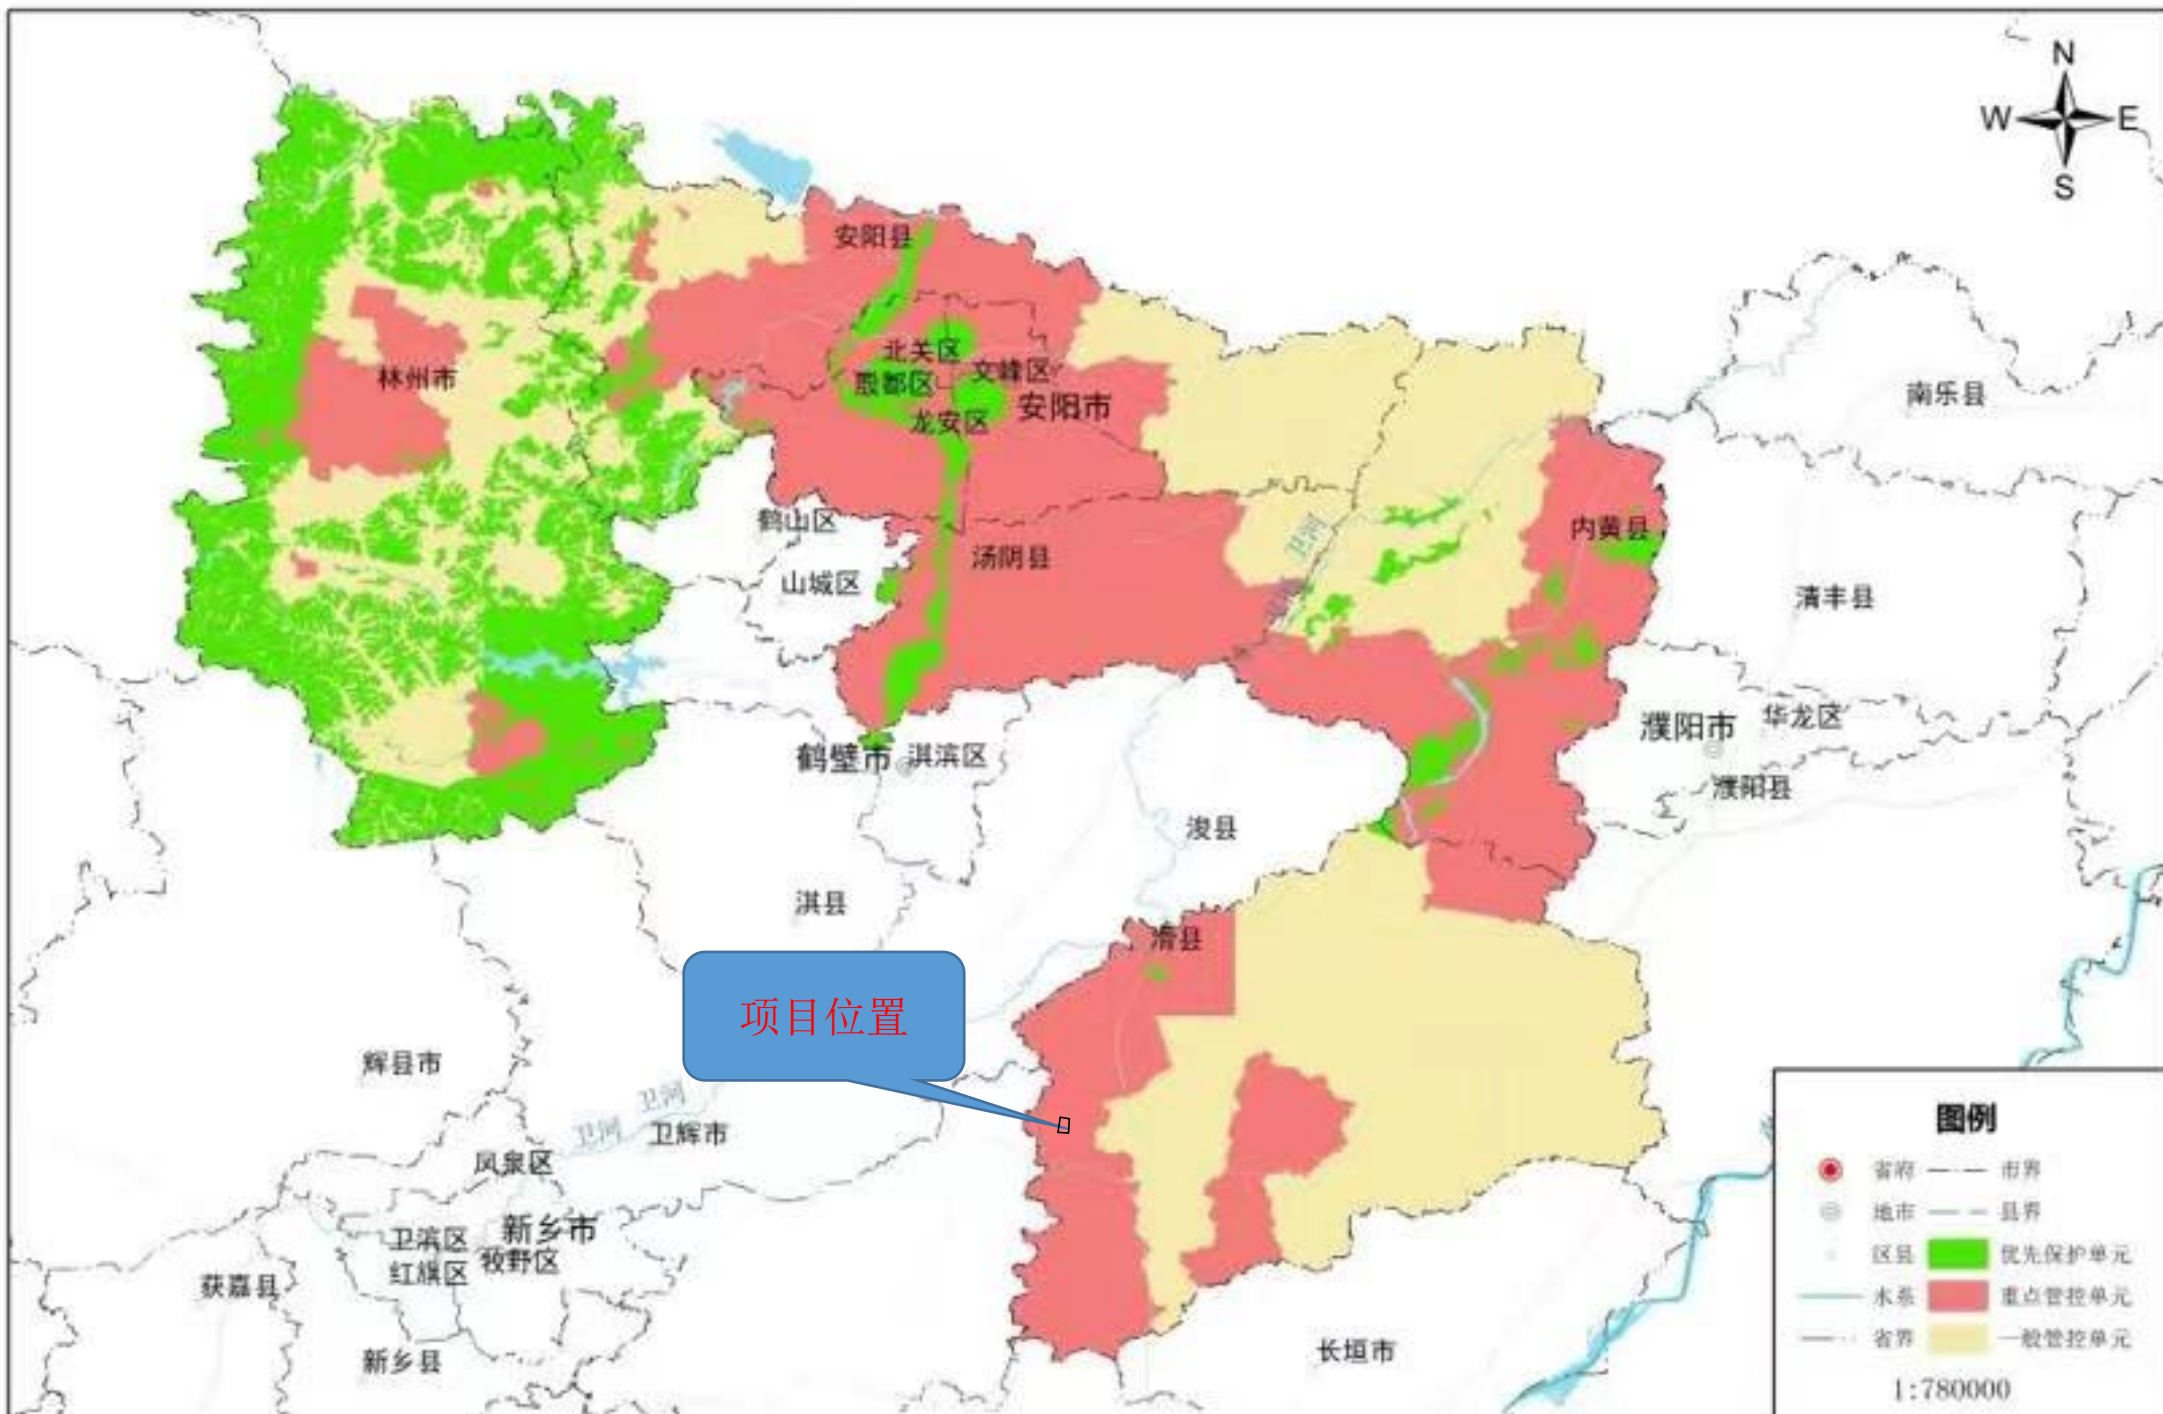 N
W E
S
安阳县
北关区
文峰区
殷都区
安阳市
龙安区
林州市
南乐县
鹤山区
卫河
内黄县
汤阴县
山城区
清丰县
濮阳市
华龙区
鹤壁市
淇滨区
濮阳县
浚县
淇县
滑县
项目位置
辉县市
卫河
卫河
卫辉市
凤泉区
新乡市
卫滨区
牧野区
红旗区
获嘉县
新乡县
长垣市
图例
省府 市界
地市 县界
区县 优先保护单元
水系 重点管控单元
省界 一般管控单元
1:780000